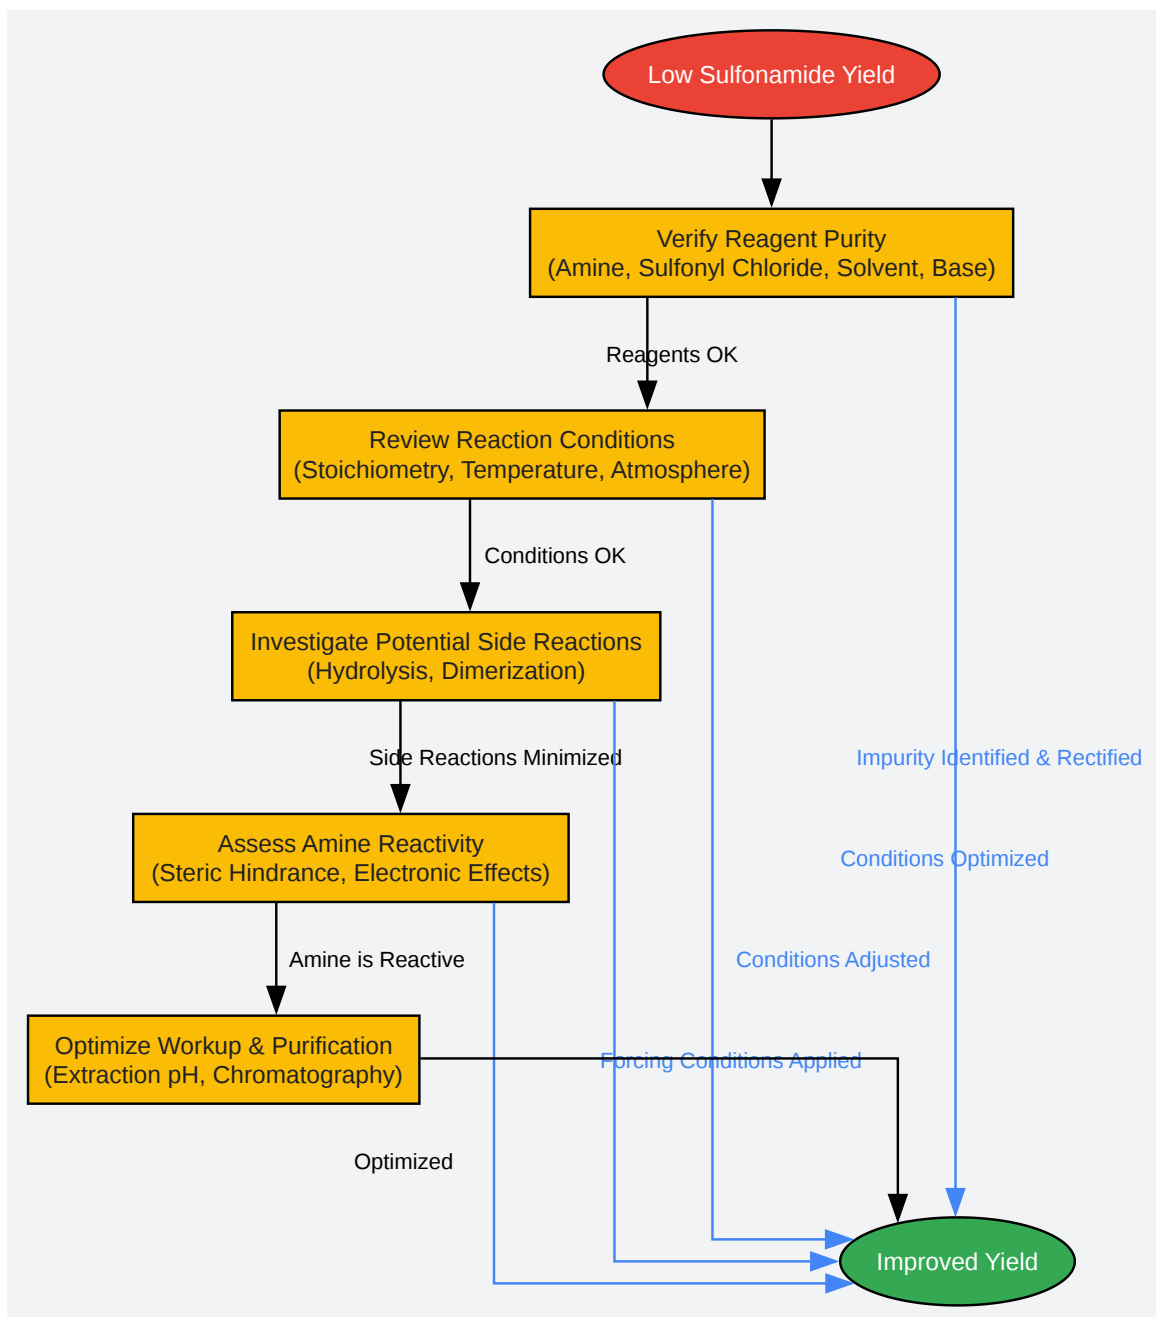 Low Sulfonamide Yield
Verify Reagent Purity
(Amine, Sulfonyl Chloride, Solvent, Base)
Reagents OK
Review Reaction Conditions
(Stoichiometry, Temperature, Atmosphere)
Conditions OK
Investigate Potential Side Reactions
(Hydrolysis, Dimerization)
Side Reactions Minimized
Impurity Identified & Rectified
Assess Amine Reactivity
(Steric Hindrance, Electronic Effects)
Conditions Optimized
Amine is Reactive
Conditions Adjusted
Optimize Workup & Purification
(Extraction pH, Chromatography)
Forcing Conditions Applied
Optimized
Improved Yield